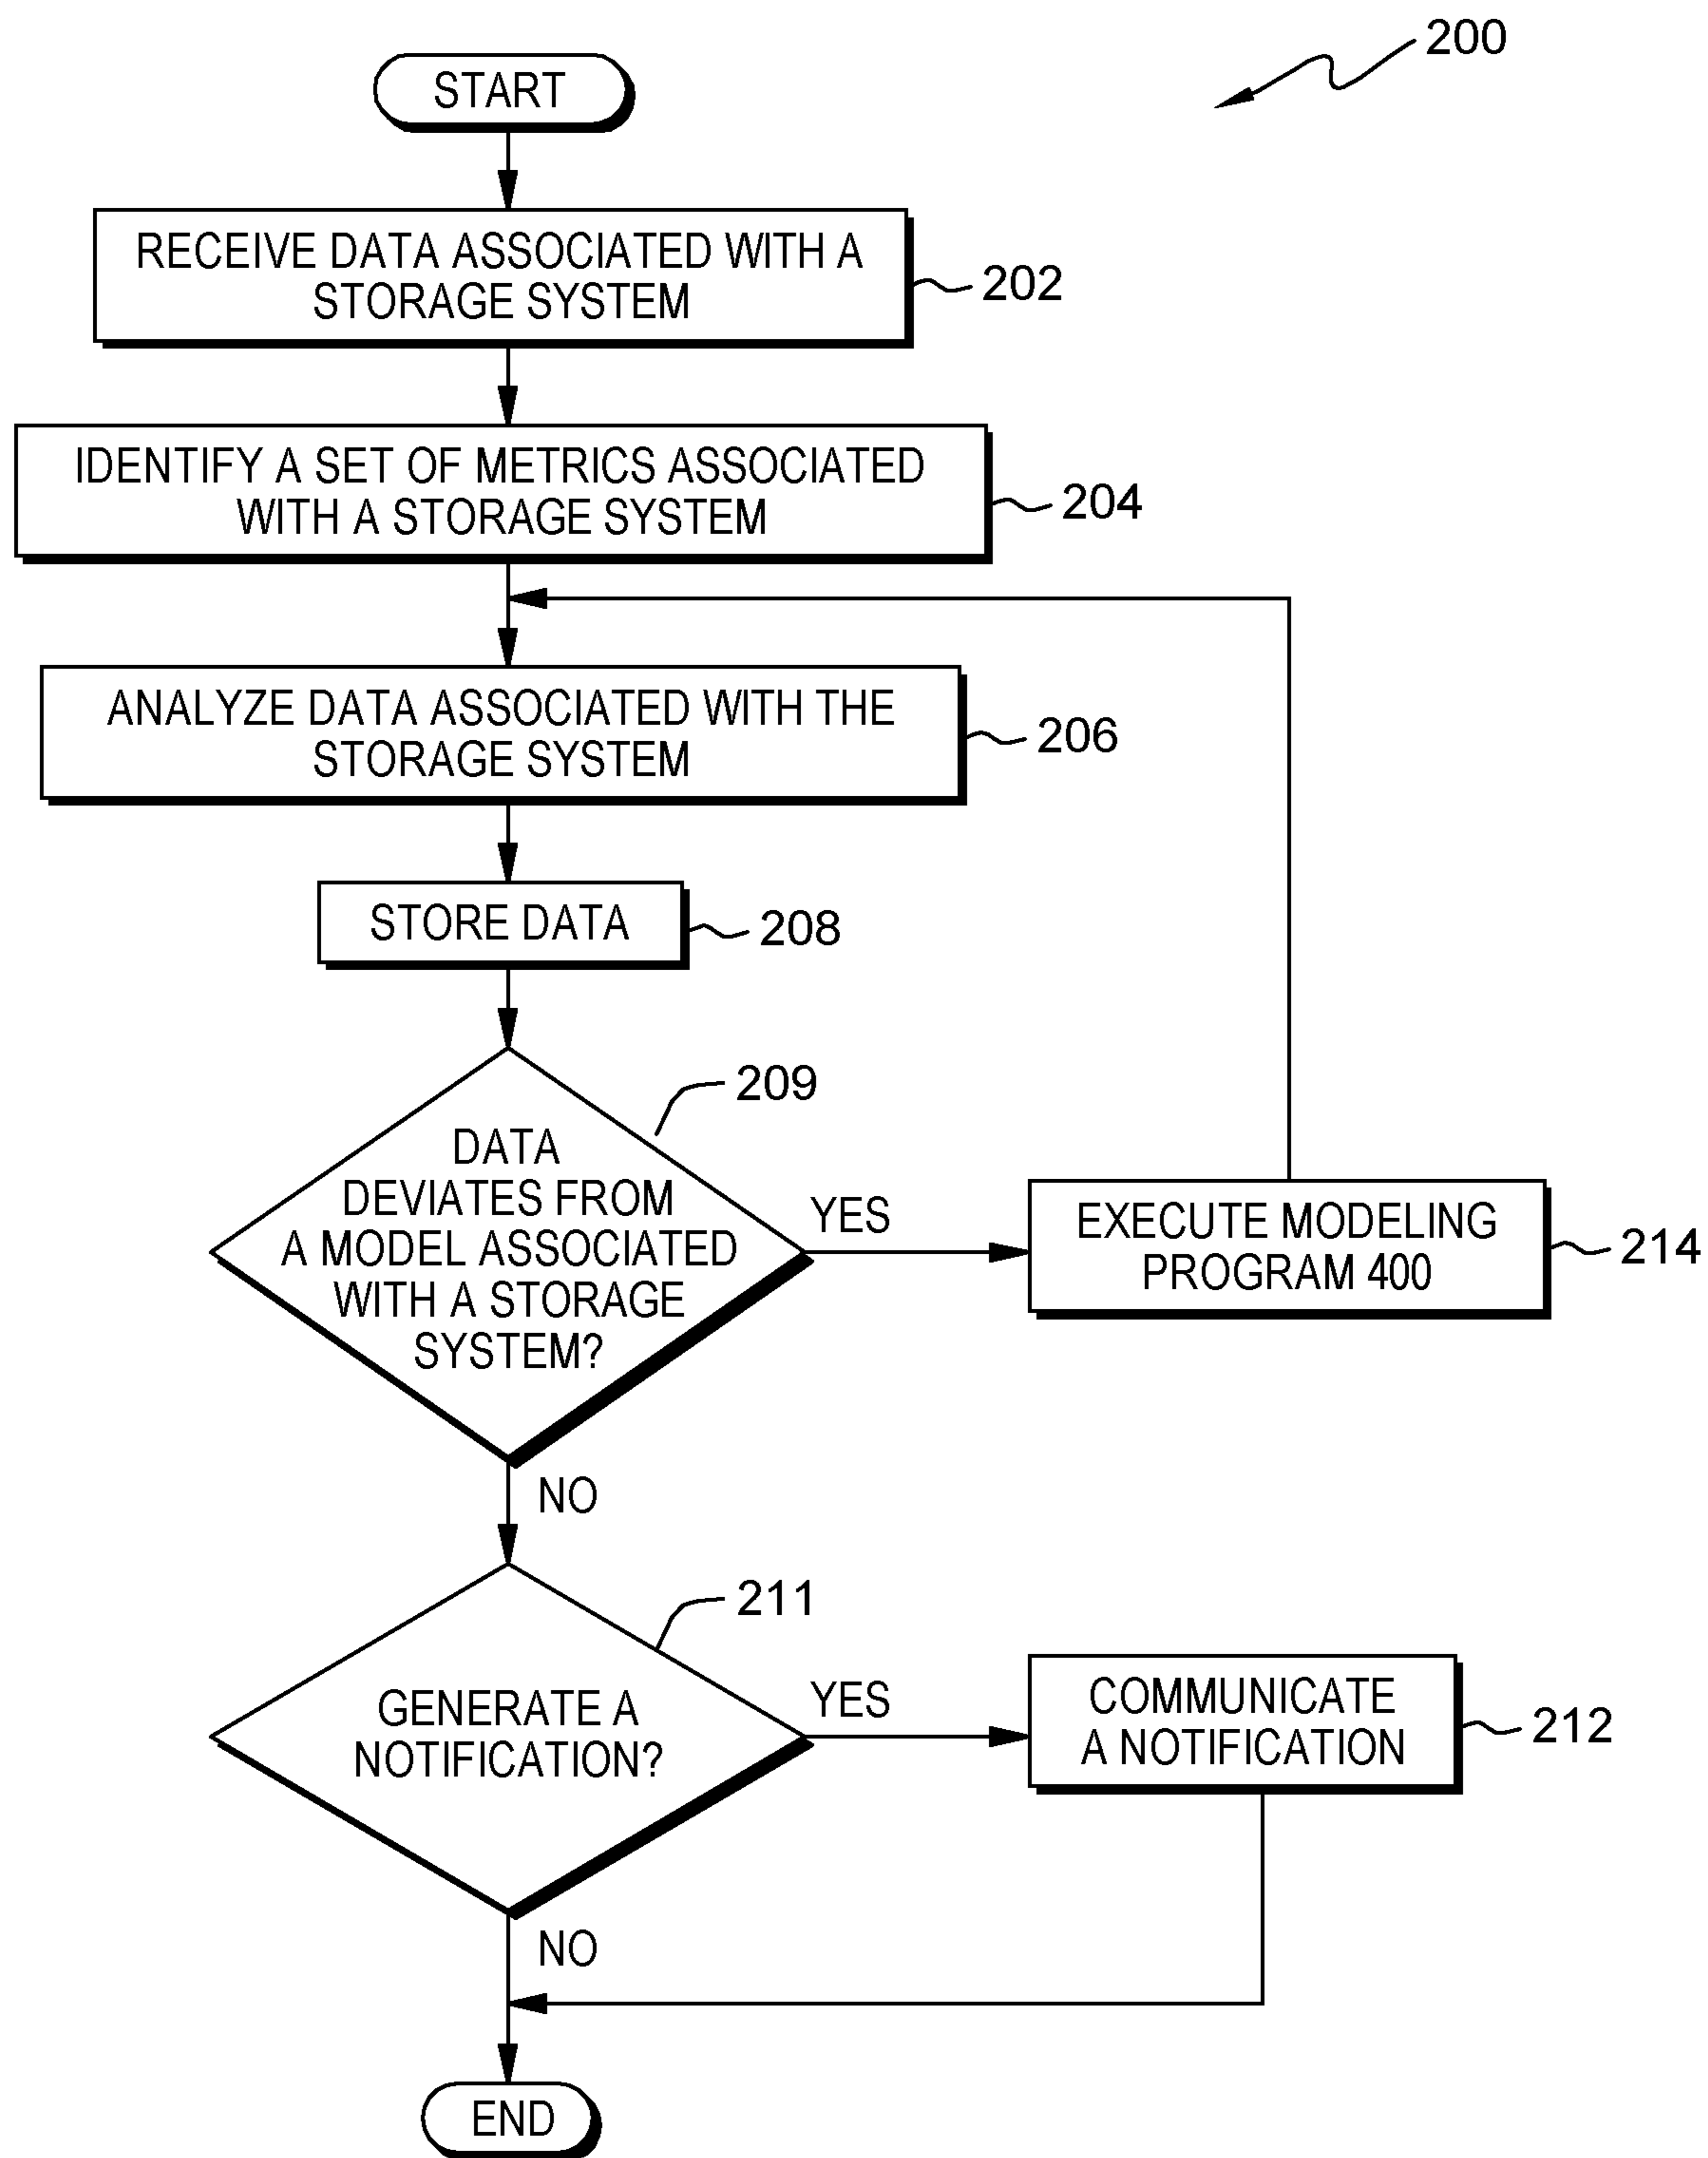 200
START
RECEIVE DATA ASSOCIATED WITH A
STORAGE SYSTEM
202
IDENTIFY A SET OF METRICS ASSOCIATED
WITH A STORAGE SYSTEM
204
ANALYZE DATA ASSOCIATED WITH THE
STORAGE SYSTEM
206
STORE DATA
208
209
DATA
DEVIATES FROM
A MODEL ASSOCIATED
WITH A STORAGE
SYSTEM?
YES
EXECUTE MODELING
PROGRAM 400
214
NO
211
GENERATE A
NOTIFICATION?
YES
COMMUNICATE
A NOTIFICATION
212
NO
END